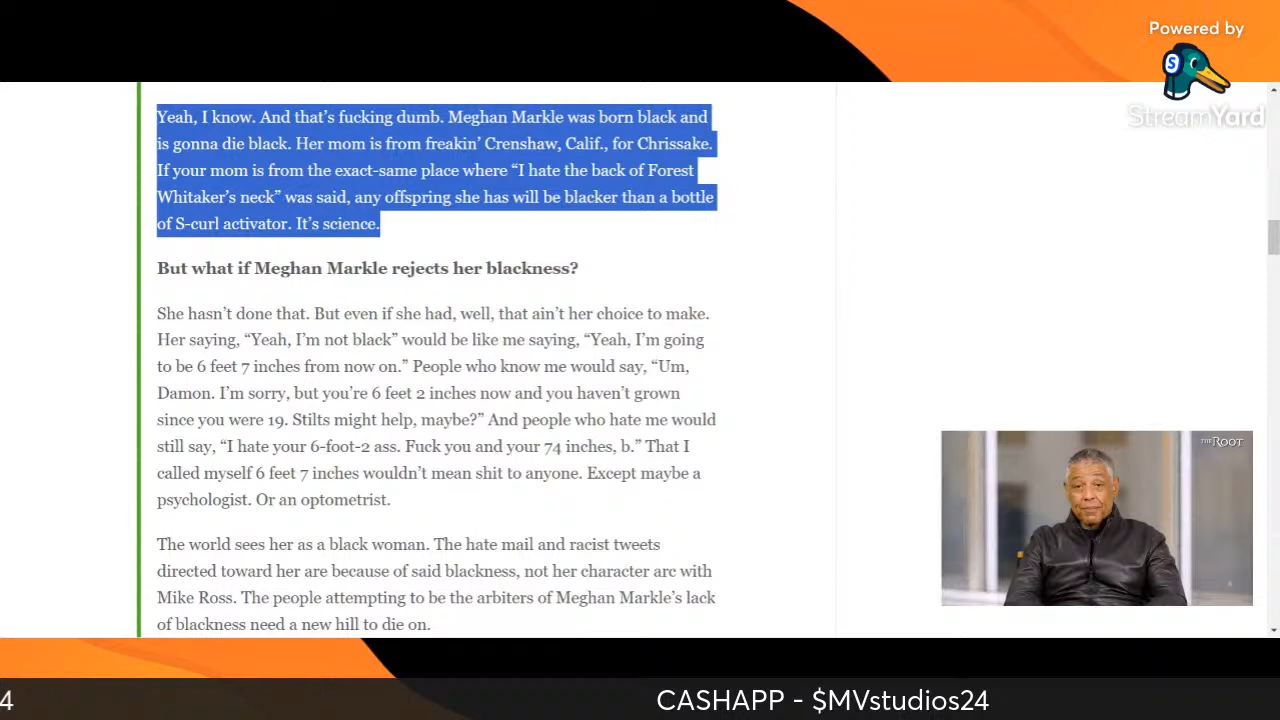 Powered by
S
StreamYard
Yeah, I know. And that’s fucking dumb. Meghan Markle was born black and
is gonna die black. Her mom is from freakin’ Crenshaw, Calif., for Chrissake.
If your mom is from the exact-same place where “I hate the back of Forest
Whitaker’s neck” was said, any offspring she has will be blacker than a bottle
of S-curl activator. It’s science.
But what if Meghan Markle rejects her blackness?
She hasn’t done that. But even if she had, well, that ain’t her choice to make.
Her saying, “Yeah, I’m not black” would be like me saying, “Yeah, I’m going
to be 6 feet 7 inches from now on.” People who know me would say, “Um,
Damon. I’m sorry, but you’re 6 feet 2 inches now and you haven’t grown
since you were 19. Stilts might help, maybe?” And people who hate me would
still say, “I hate your 6-foot-2 ass. Fuck you and your 74 inches, b.” That I
called myself 6 feet 7 inches wouldn’t mean shit to anyone. Except maybe a
psychologist. Or an optometrist.
The world sees her as a black woman. The hate mail and racist tweets
directed toward her are because of said blackness, not her character arc with
Mike Ross. The people attempting to be the arbiters of Meghan Markle’s lack
of blackness need a new hill to die on.
THE ROOT
4
CASHAPP - $MVstudios24